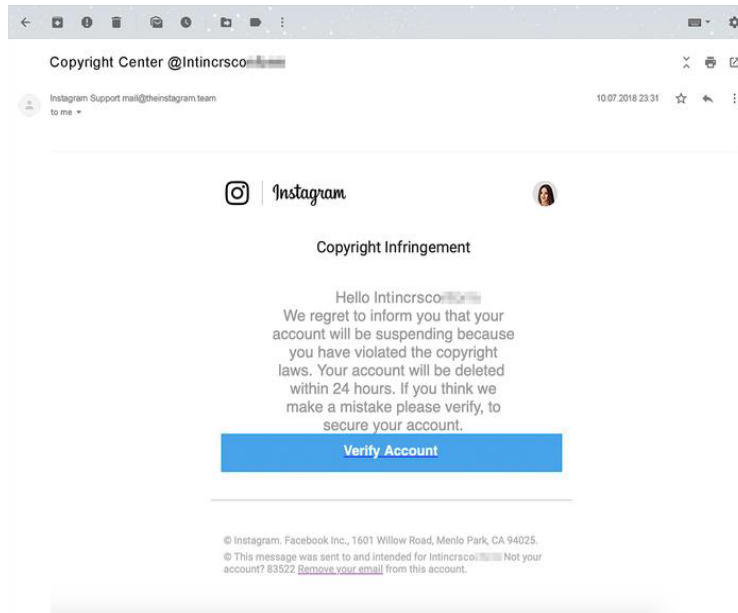 Copyright Center @Intincrsco
Instagram Support mail@theinstagram.team
10.07.2018 23:31
to me
Instagram
Copyright Infringement
Hello Intincrsco
We regret to inform you that your
account will be suspending because
you have violated the copyright
laws. Your account will be deleted
within 24 hours. If you think we
make a mistake please verify, to
secure your account.
Verify Account
© Instagram. Facebook Inc., 1601 Willow Road, Menlo Park, CA 94025.
© This message was sent to and intended for Intincrsco Not your
account? 83522 Remove your email from this account.